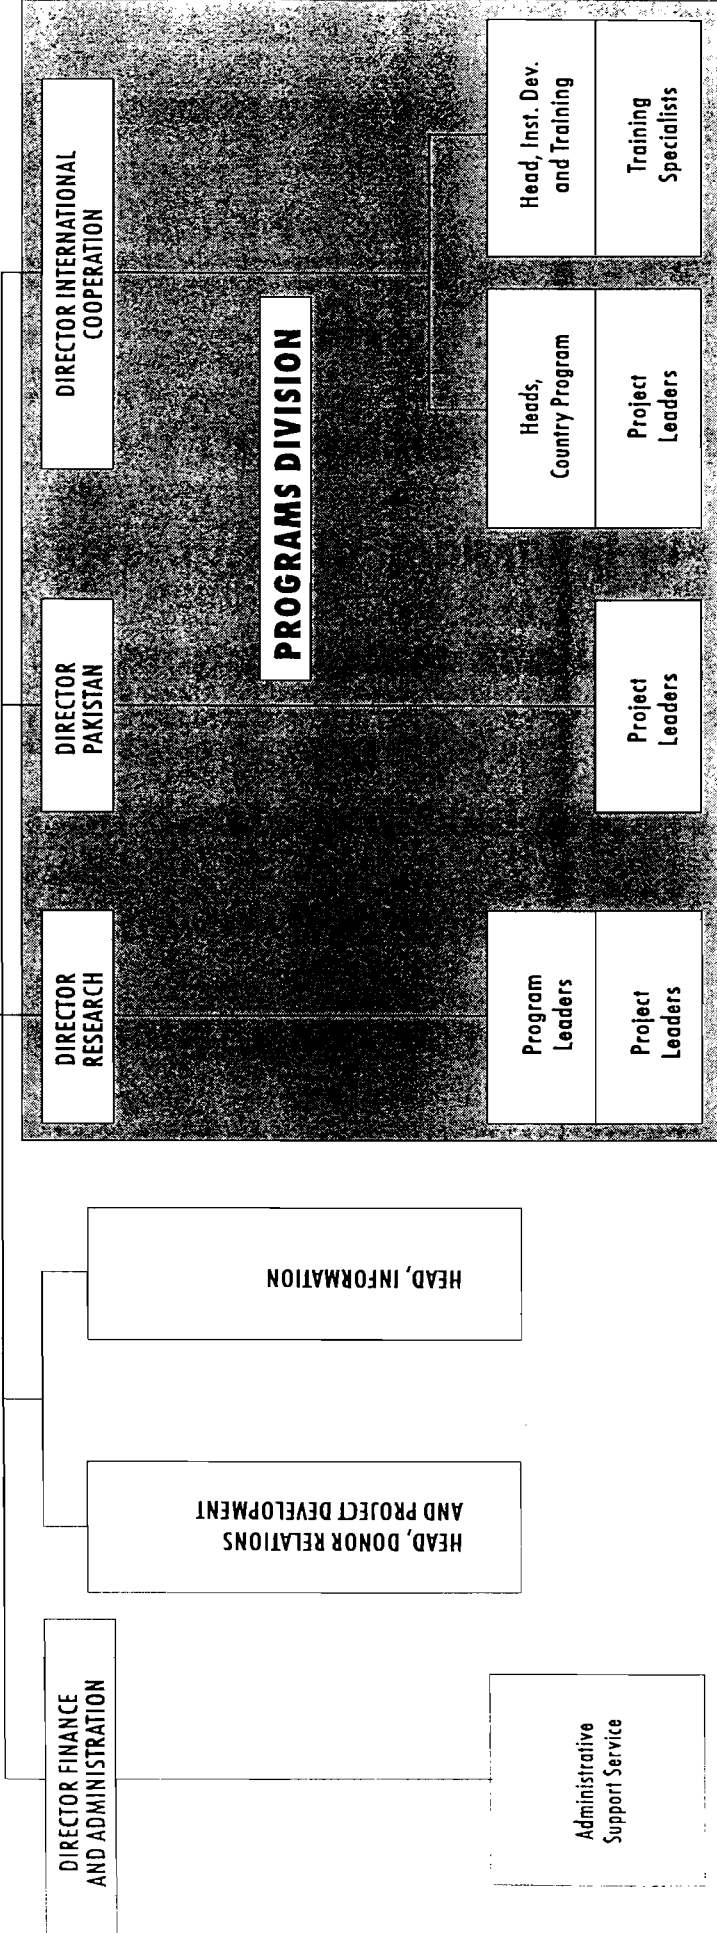 DIRECTOR FINANCE
AND ADMINISTRATION
Administrative
Support Service
HEAD, DONOR RELATIONS
AND PROJECT DEVELOPMENT
HEAD, INFORMATION
DIRECTOR
RESEARCH
Program
Leaders
Project
Leaders
DIRECTOR
PAKISTAN
Project
Leaders
PROGRAMS DIVISION
DIRECTOR INTERNATIONAL
COOPERATION
Heads,
Country Program
Project
Leaders
Head, Inst. Dev.
and Training
Training
Specialists